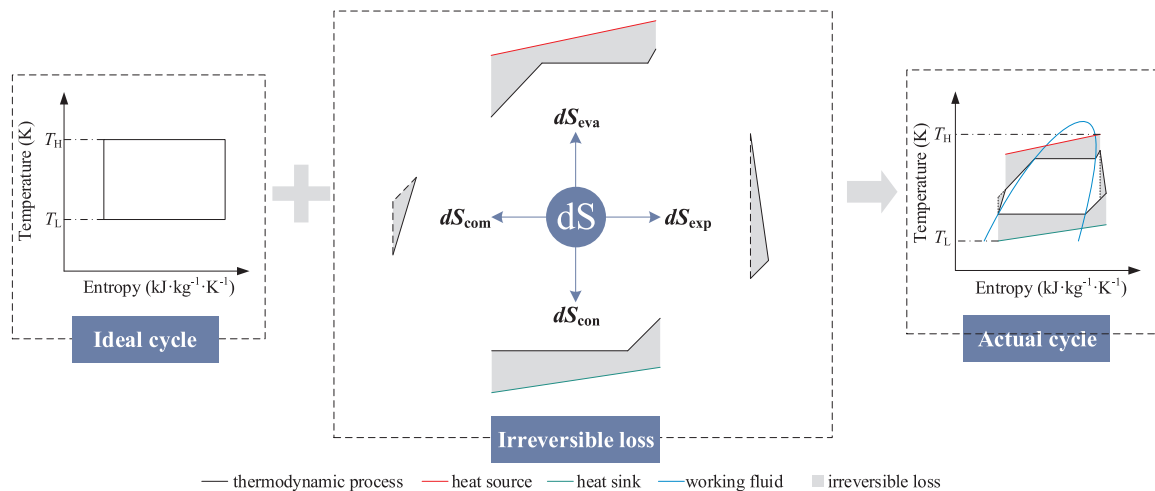 Temperature (K)
T_H
T_L
Entropy (kJ·kg⁻¹·K⁻¹)
Ideal cycle
dS_eva
dS_com
dS
dS_exp
dS_con
Irreversible loss
Temperature (K)
T_H
T_L
Entropy (kJ·kg⁻¹·K⁻¹)
Actual cycle
thermodynamic process
heat source
heat sink
working fluid
irreversible loss